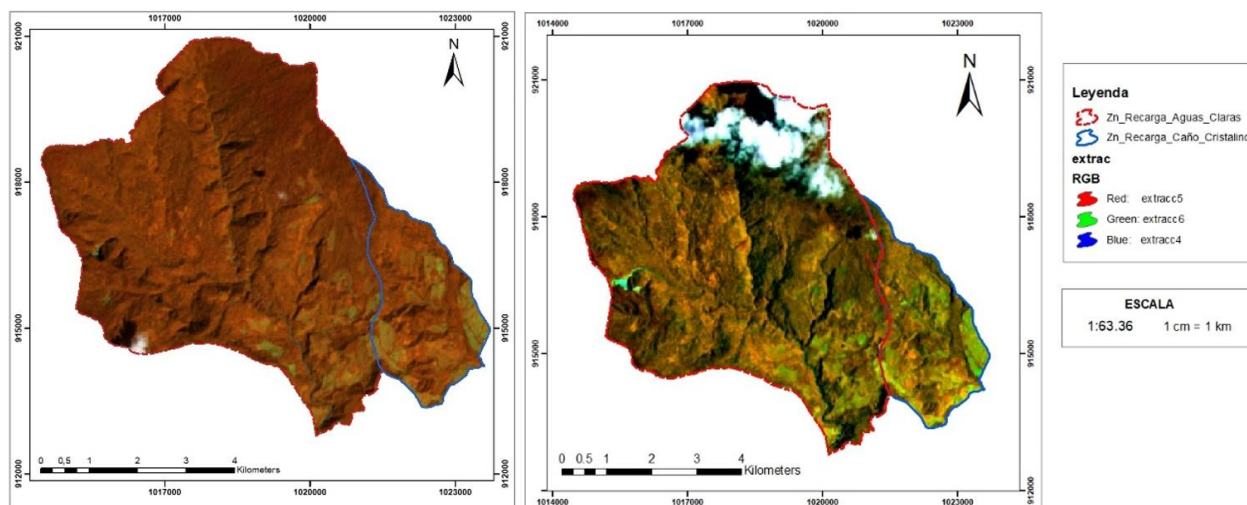 1017000 1020000 1023000
921000
921000
N
918000
918000
915000
915000
0 0,5 1 2 3 4
Kilometers
912000
912000
1017000 1020000 1023000
1014000 1017000 1020000 1023000
921000
921000
N
918000
918000
915000
915000
0 0.5 1 2 3 4
Kilometers
912000
912000
1014000 1017000 1020000 1023000
Leyenda
Zn_Recarga_Aguas_Claras
Zn_Recarga_Caño_Cristalino
extrac
RGB
Red: extracc5
Green: extracc6
Blue: extracc4
ESCALA
1:63.36 1 cm = 1 km